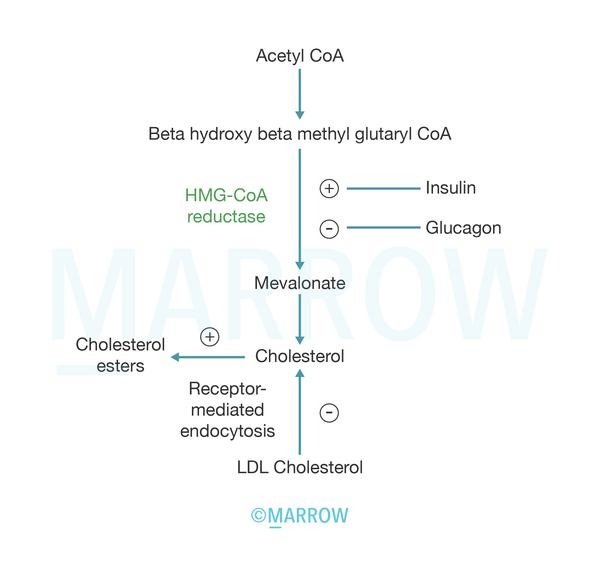 Acetyl CoA
Beta hydroxy beta methyl glutaryl CoA
HMG-CoA
reductase
+
Insulin
-
Glucagon
MARROW
Mevalonate
Cholesterol
esters
+
Cholesterol
Receptor-
mediated
endocytosis
-
LDL Cholesterol
©MARROW